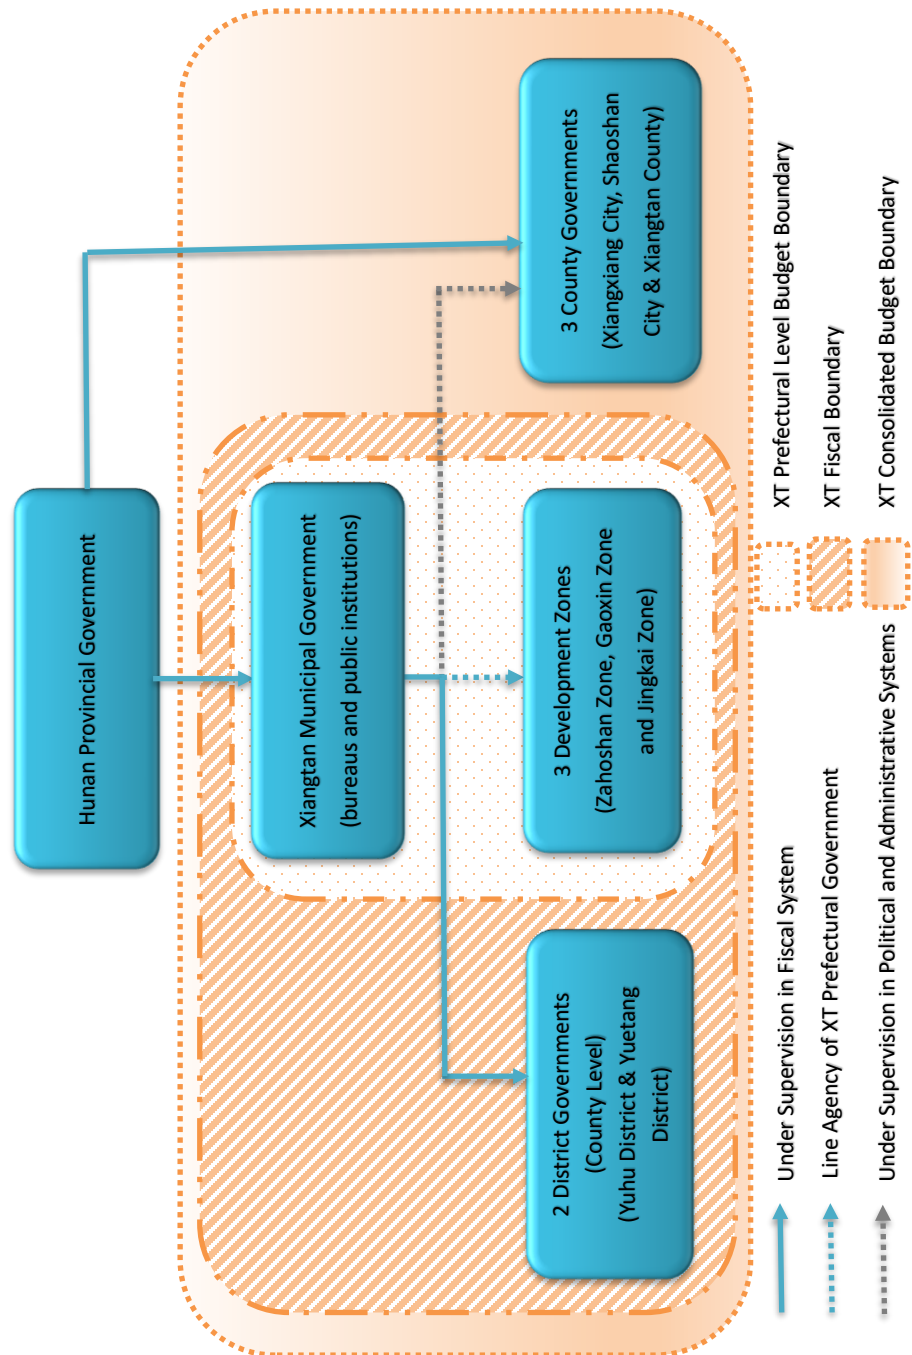 Hunan Provincial Government
Xiangtan Municipal Government
(bureaus and public institutions)
2 District Governments
(County Level)
(Yuhu District & Yuetang
District)
3 Development Zones
(Zahoshan Zone, Gaoxin Zone
and Jingkai Zone)
3 County Governments
(Xiangxiang City, Shaoshan
City & Xiangtan County)
Under Supervision in Fiscal System
Line Agency of XT Prefectural Government
Under Supervision in Political and Administrative Systems
XT Prefectural Level Budget Boundary
XT Fiscal Boundary
XT Consolidated Budget Boundary